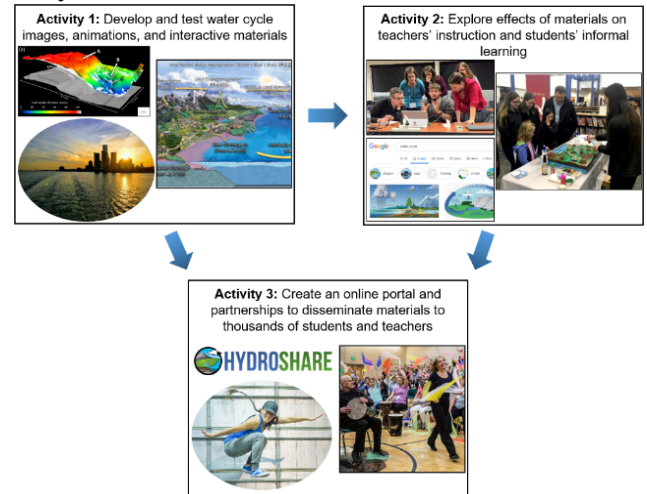 Activity 1: Develop and test water cycle
images, animations, and interactive materials
Activity 2: Explore effects of materials on
teachers' instruction and students' informal
learning
Google
Activity 3: Create an online portal and
partnerships to disseminate materials to
thousands of students and teachers
HYDROSHARE